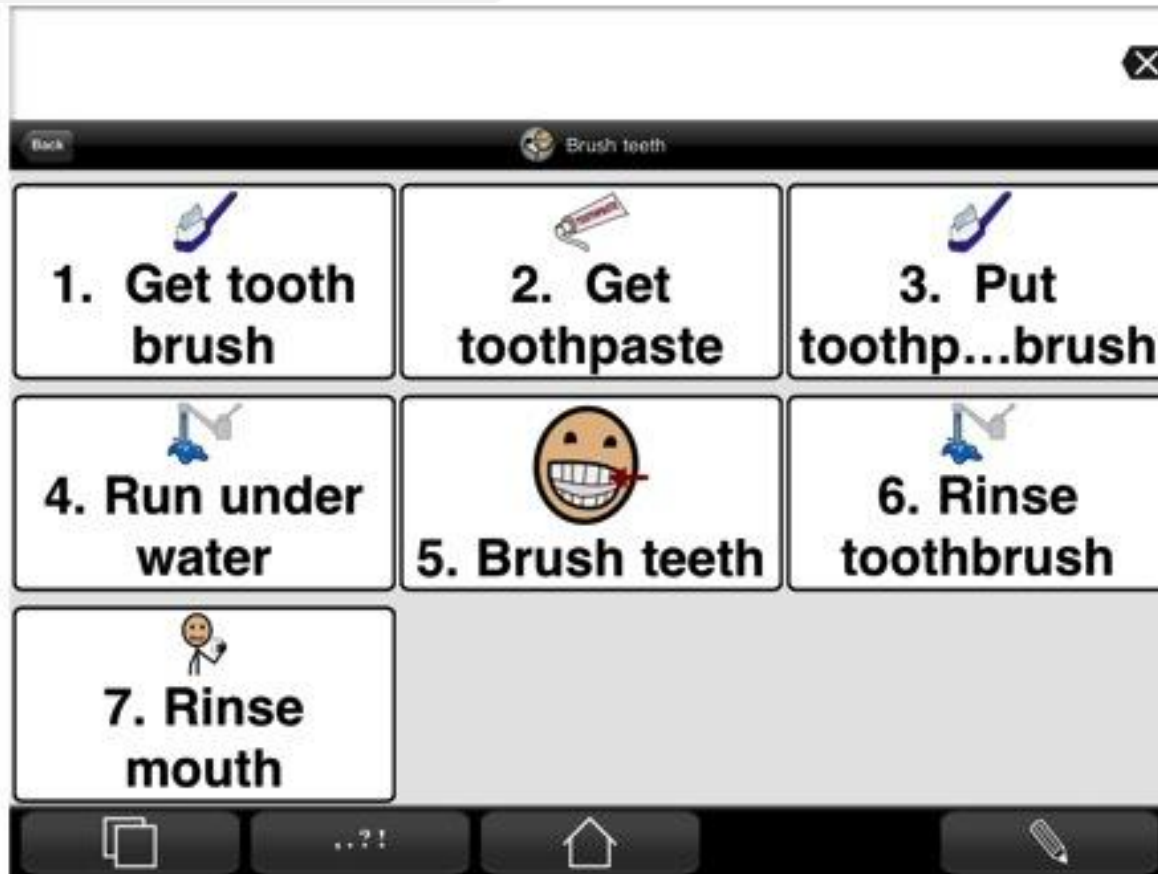 Back
Brush teeth
1. Get tooth
brush
2. Get
toothpaste
3. Put
toothp...brush
4. Run under
water
5. Brush teeth
6. Rinse
toothbrush
7. Rinse
mouth
..?!